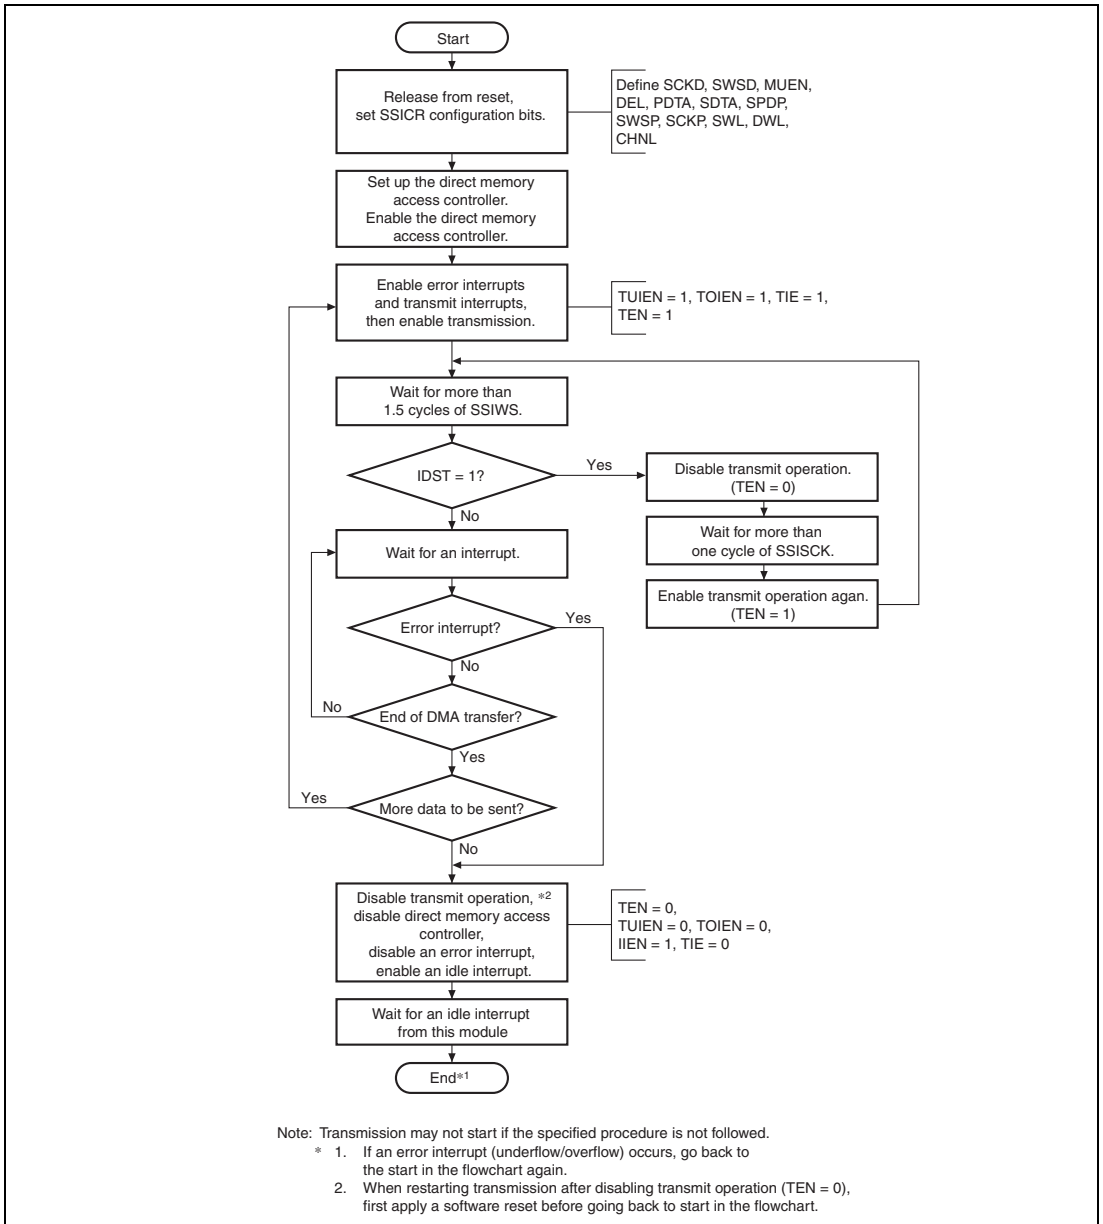 Start
Release from reset,
set SSICR configuration bits.
Define SCKD, SWSD, MUEN,
DEL, PDTA, SDTA, SPDP,
SWSP, SCKP, SWL, DWL,
CHNL
Set up the direct memory
access controller.
Enable the direct memory
access controller.
Enable error interrupts
and transmit interrupts,
then enable transmission.
TUIEN = 1, TOIEN = 1, TIE = 1,
TEN = 1
Wait for more than
1.5 cycles of SSIWS.
IDST = 1?
Yes
No
Disable transmit operation.
(TEN = 0)
Wait for more than
one cycle of SSISCK.
Enable transmit operation agan.
(TEN = 1)
Wait for an interrupt.
Error interrupt?
Yes
No
End of DMA transfer?
No
Yes
More data to be sent?
Yes
No
Disable transmit operation, *2
disable direct memory access
controller,
disable an error interrupt,
enable an idle interrupt.
TEN = 0,
TUIEN = 0, TOIEN = 0,
IIEN = 1, TIE = 0
Wait for an idle interrupt
from this module
End*1
Note: Transmission may not start if the specified procedure is not followed.
* 1. If an error interrupt (underflow/overflow) occurs, go back to
the start in the flowchart again.
2. When restarting transmission after disabling transmit operation (TEN = 0),
first apply a software reset before going back to start in the flowchart.